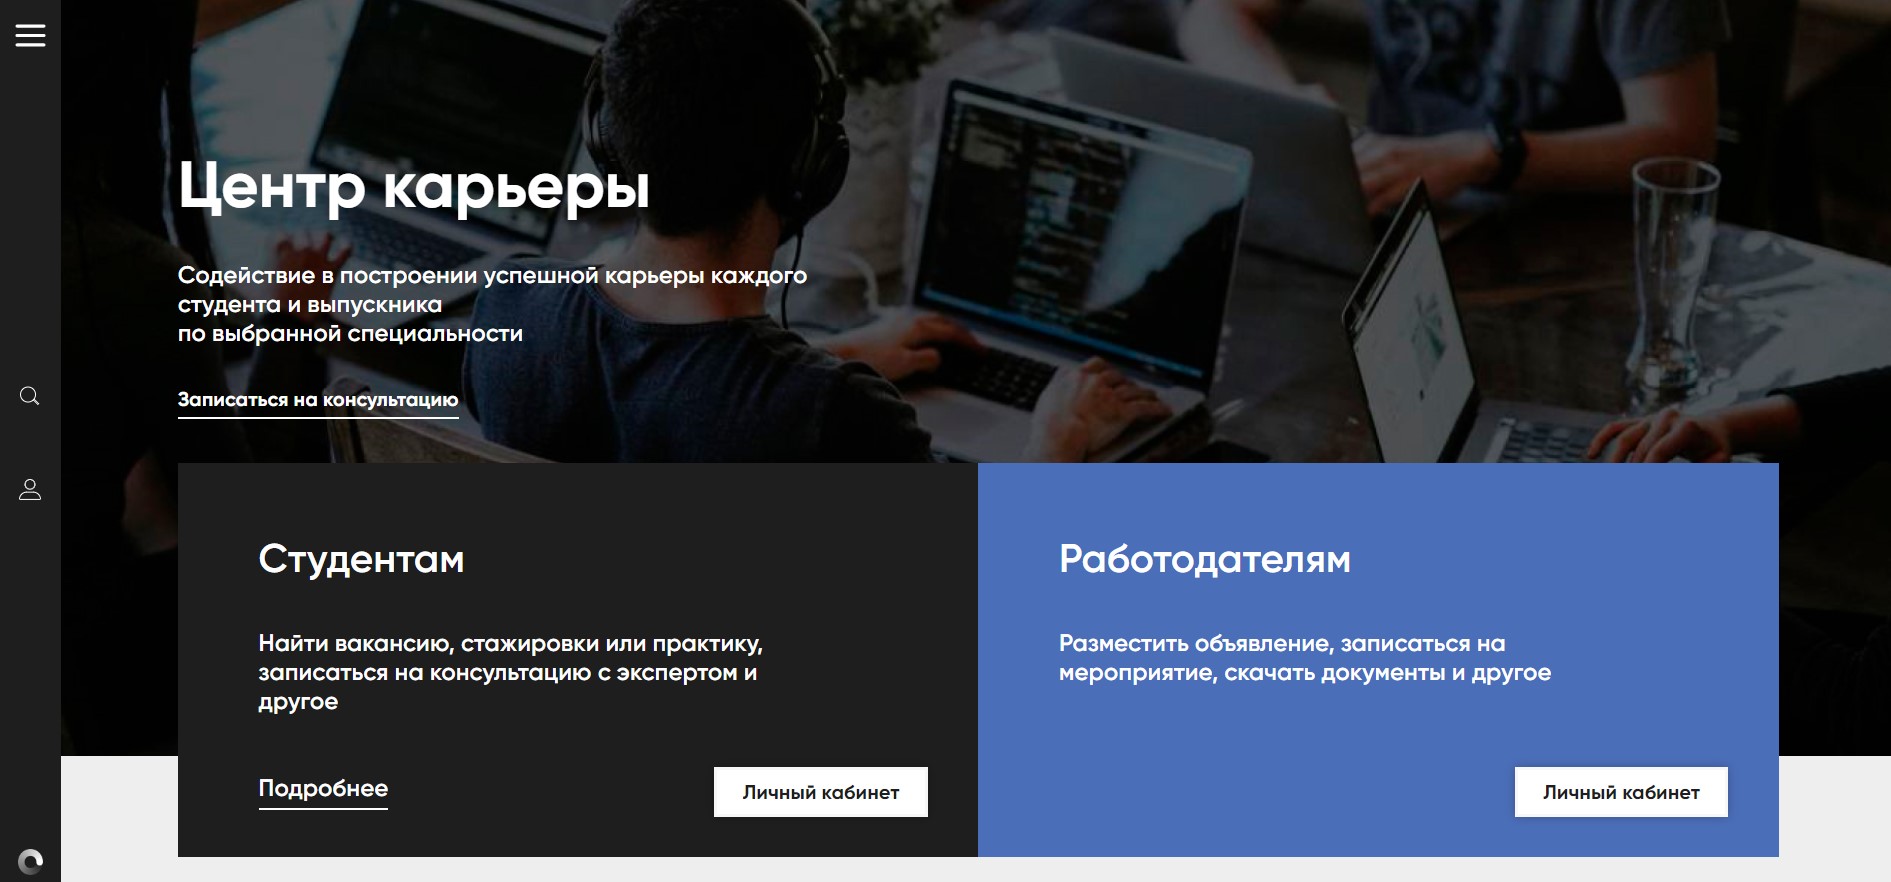 Центр карьеры
Содействие в построении успешной карьеры каждого
студента и выпускника
по выбранной специальности
Записаться на консультацию
Студентам
Найти вакансию, стажировки или практику,
записаться на консультацию с экспертом и
другое
Подробнее
Личный кабинет
Работодателям
Разместить объявление, записаться на
мероприятие, скачать документы и другое
Личный кабинет